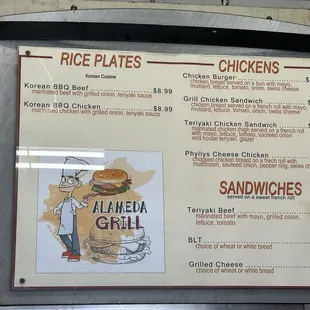 RICE PLATES
Korean Cuisine
Korean BBQ Beef $8.99
marinated beef with grilled onion, teriyaki sauce
Korean BBQ Chicken $8.99
marinated chicken with grilled onion, teriyaki sauce
ALAMEDA
GRILL
CHICKENS
Chicken Burger $
chicken breast served on a bun with mayo,
mustard, lettuce, tomato, onion, swiss cheese
Grill Chicken Sandwich
chicken breast served on a french roll with mayo,
mustard, lettuce, tomato, onion, swiss cheese
Teriyaki Chicken Sandwich
marinated chicken thigh served on a french roll
with mayo, lettuce, tomato, sauteed onion
and house teriyaki glaze
Phyllys Cheese Chicken
chopped chicken bread on a frech roll with
mushroom, sauteed onion, pepper ring, swiss
SANDWICHES
served on a sweet french roll
Teriyaki Beef
marinated beef with mayo, grilled onion,
lettuce, tomato
BLT
choice of wheat or white bread
Grilled Cheese
choice of wheat or white bread